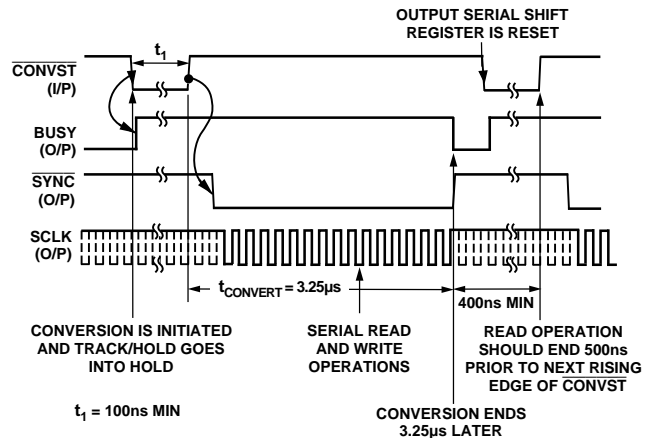 OUTPUT SERIAL SHIFT
REGISTER IS RESET
t1
CONVST
(I/P)
BUSY
(O/P)
SYNC
(O/P)
SCLK
(O/P)
tCONVERT = 3.25µs
400ns MIN
CONVERSION IS INITIATED
AND TRACK/HOLD GOES
INTO HOLD
SERIAL READ
AND WRITE
OPERATIONS
READ OPERATION
SHOULD END 500ns
PRIOR TO NEXT RISING
EDGE OF CONVST
t1 = 100ns MIN
CONVERSION ENDS
3.25µs LATER